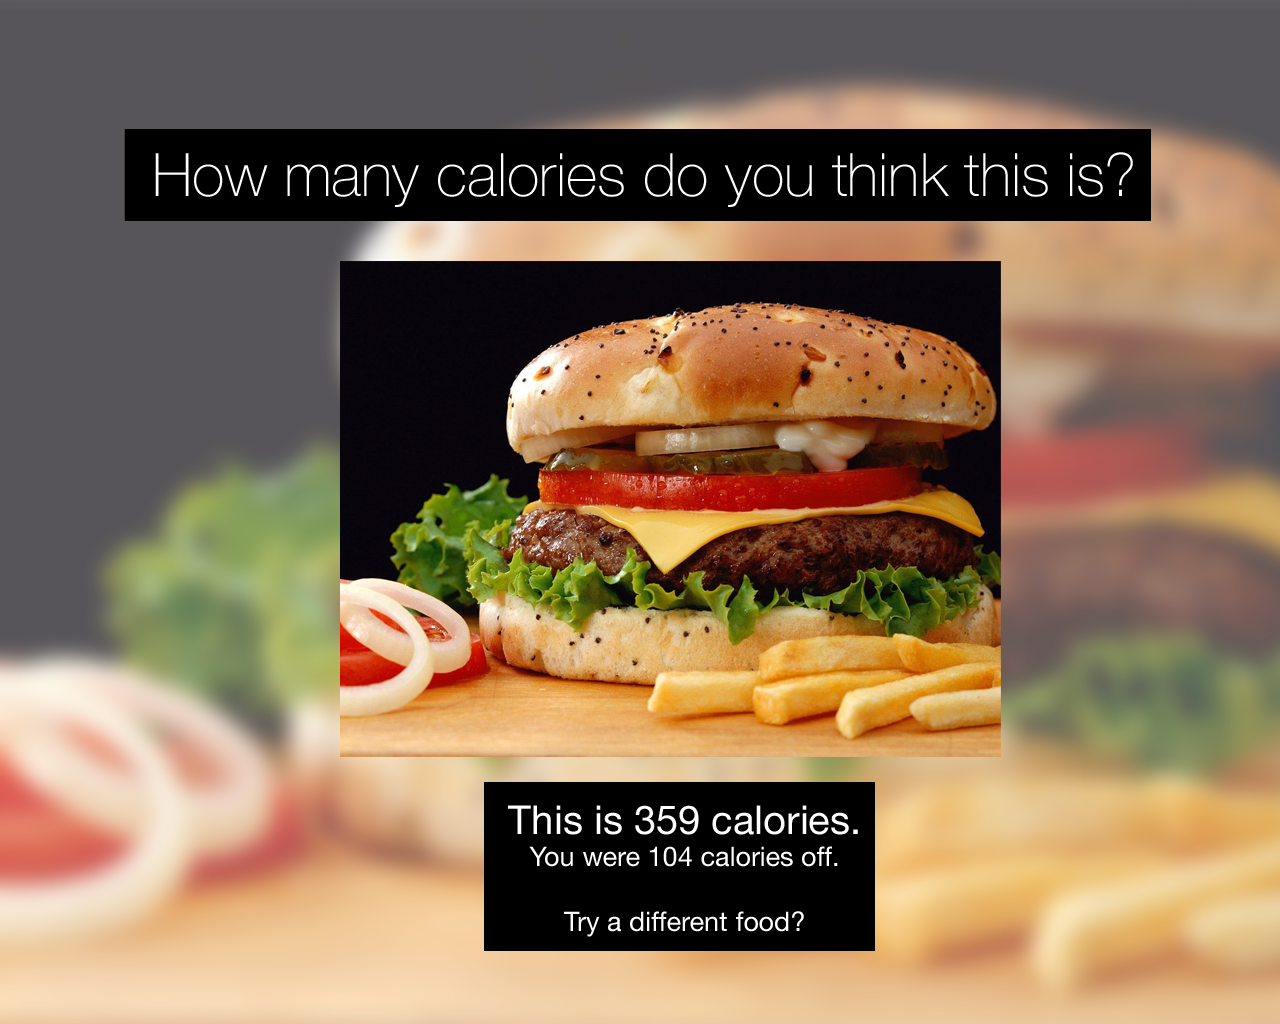 How many calories do you think this is?
This is 359 calories.
You were 104 calories off.
Try a different food?